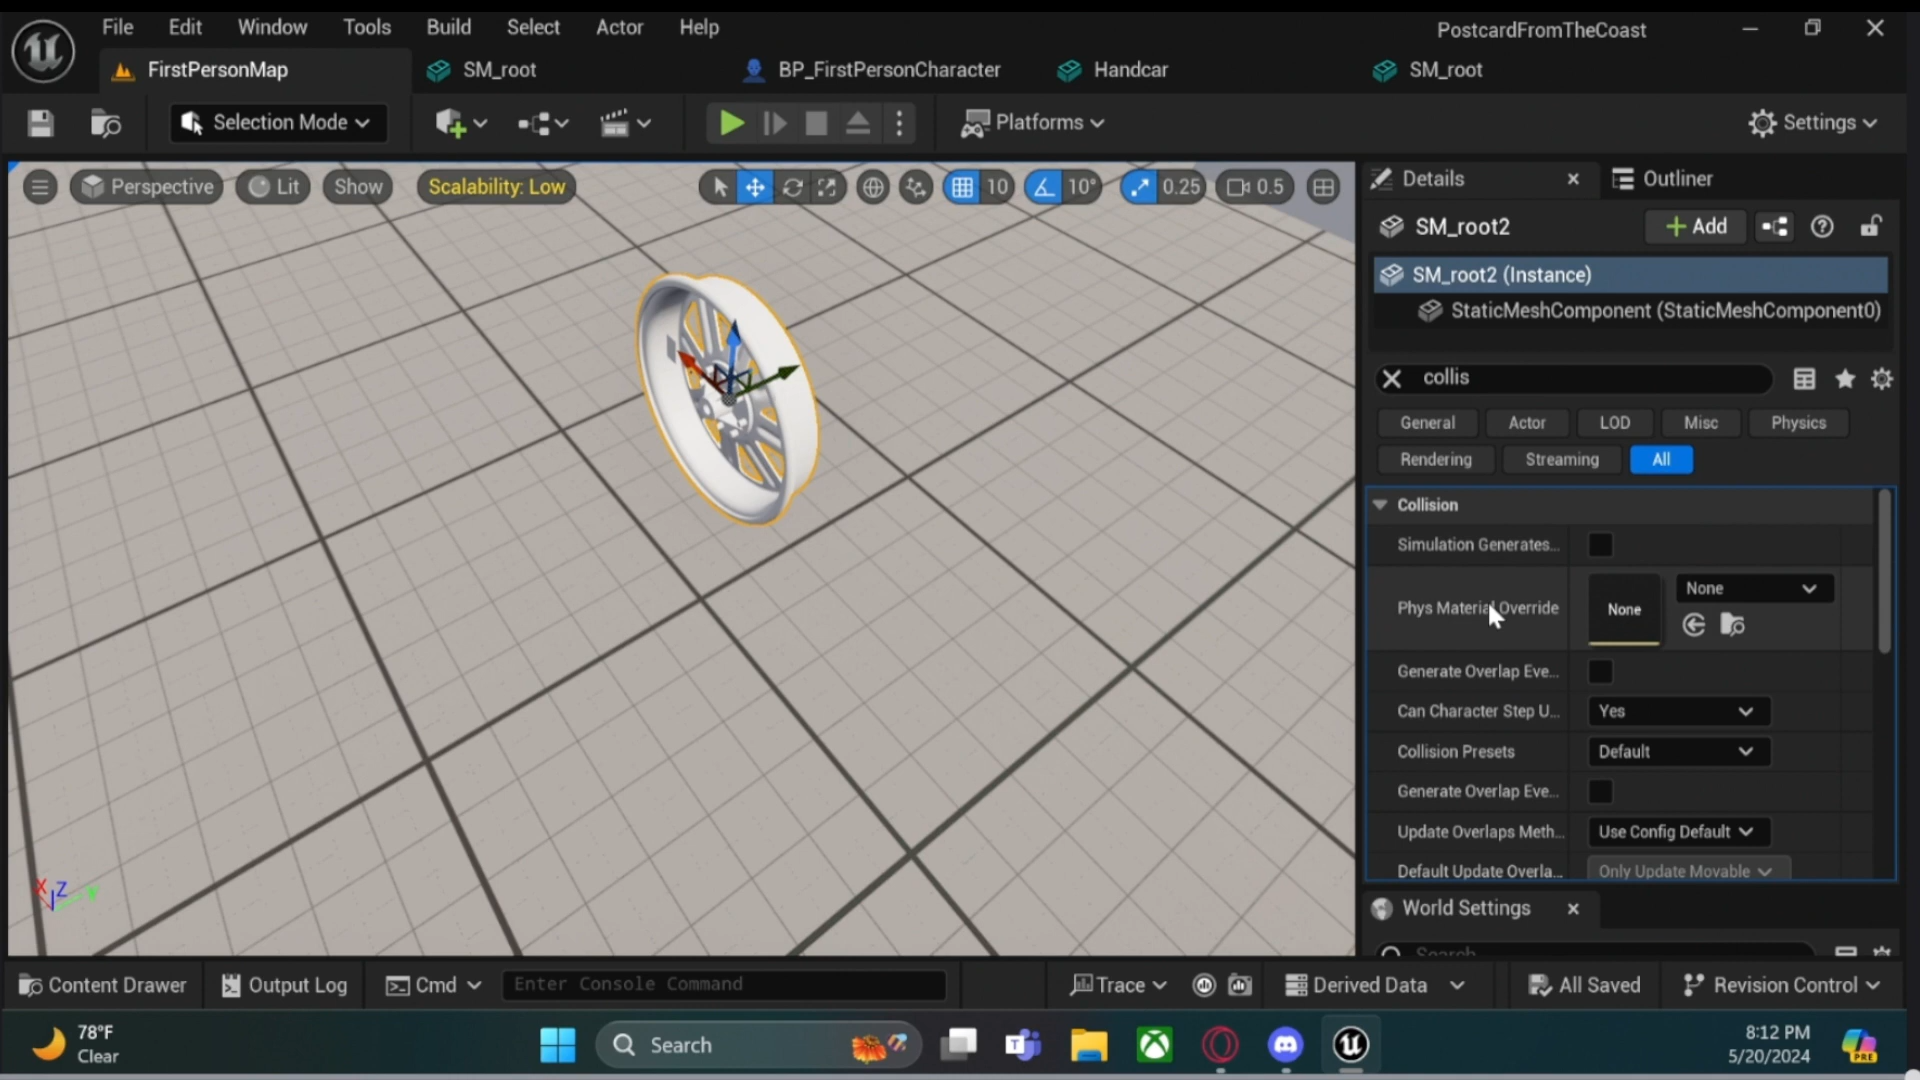 File Edit Window Tools Build Select Actor Help PostcardFromTheCoast
FirstPersonMap SM_root BP_FirstPersonCharacter Handcar SM_root
Selection Mode Platforms Settings
Perspective Lit Show Scalability: Low 10 10° 0.25 0.5
Details Outliner
SM_root2 Add
SM_root2 (Instance)
StaticMeshComponent (StaticMeshComponent0)
collis
General Actor LOD Misc Physics
Rendering Streaming All
Collision
Simulation Generates...
Phys Material Override None None
Generate Overlap Eve...
Can Character Step U... Yes
Collision Presets Default
Generate Overlap Eve...
Update Overlaps Meth... Use Config Default
Default Update Overla... Only Update Movable
X Z Y
World Settings
Search
Content Drawer Output Log Cmd Enter Console Command Trace Derived Data All Saved Revision Control
78°F
Clear
Search
8:12 PM
5/20/2024
PRE